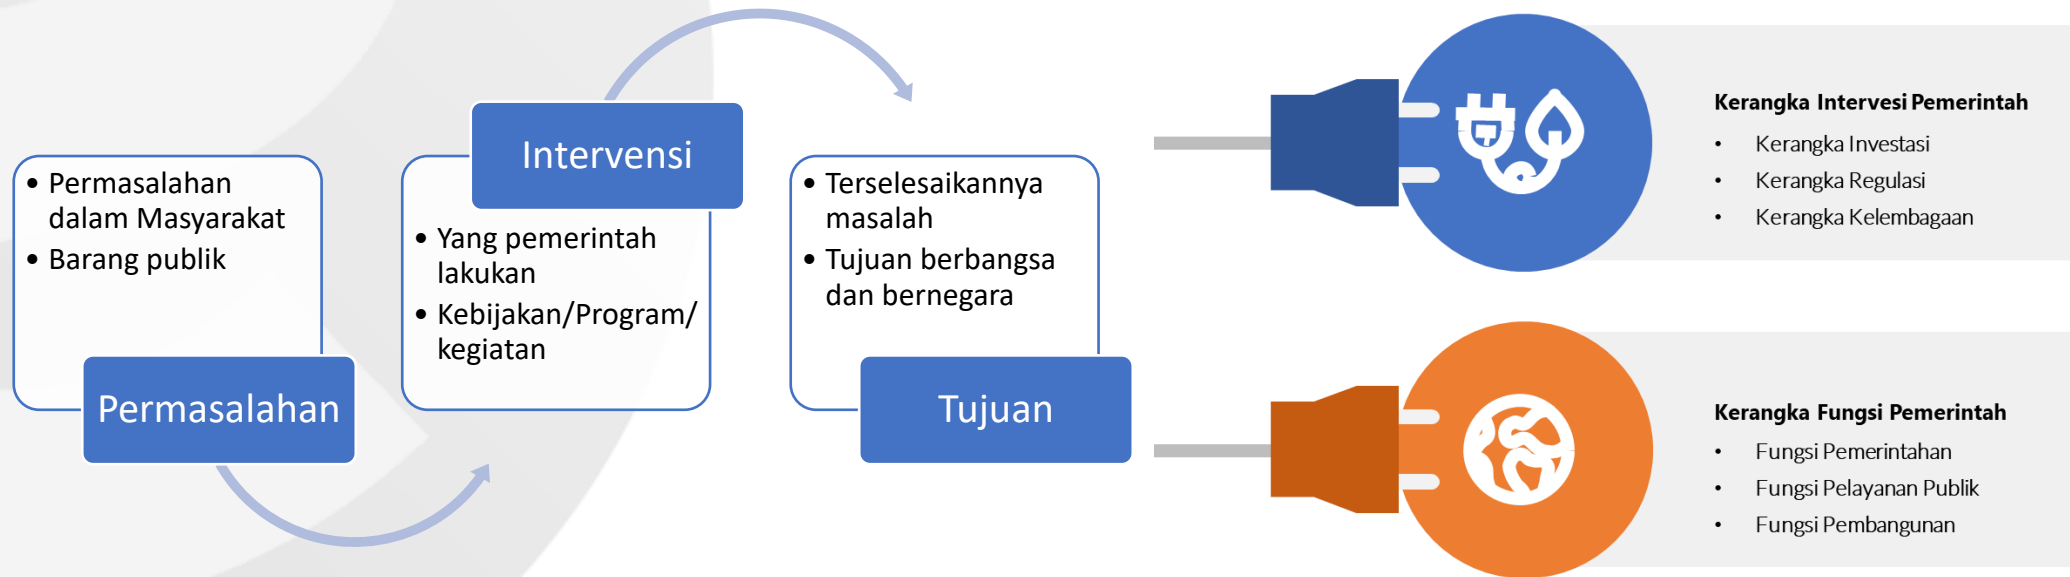 • Permasalahan
dalam Masyarakat
• Barang publik
Permasalahan
Intervensi
• Yang pemerintah
lakukan
• Kebijakan/Program/
kegiatan
• Terselesaikannya
masalah
• Tujuan berbangsa
dan bernegara
Tujuan
Kerangka Intervesi Pemerintah
• Kerangka Investasi
• Kerangka Regulasi
• Kerangka Kelembagaan
Kerangka Fungsi Pemerintah
• Fungsi Pemerintahan
• Fungsi Pelayanan Publik
• Fungsi Pembangunan